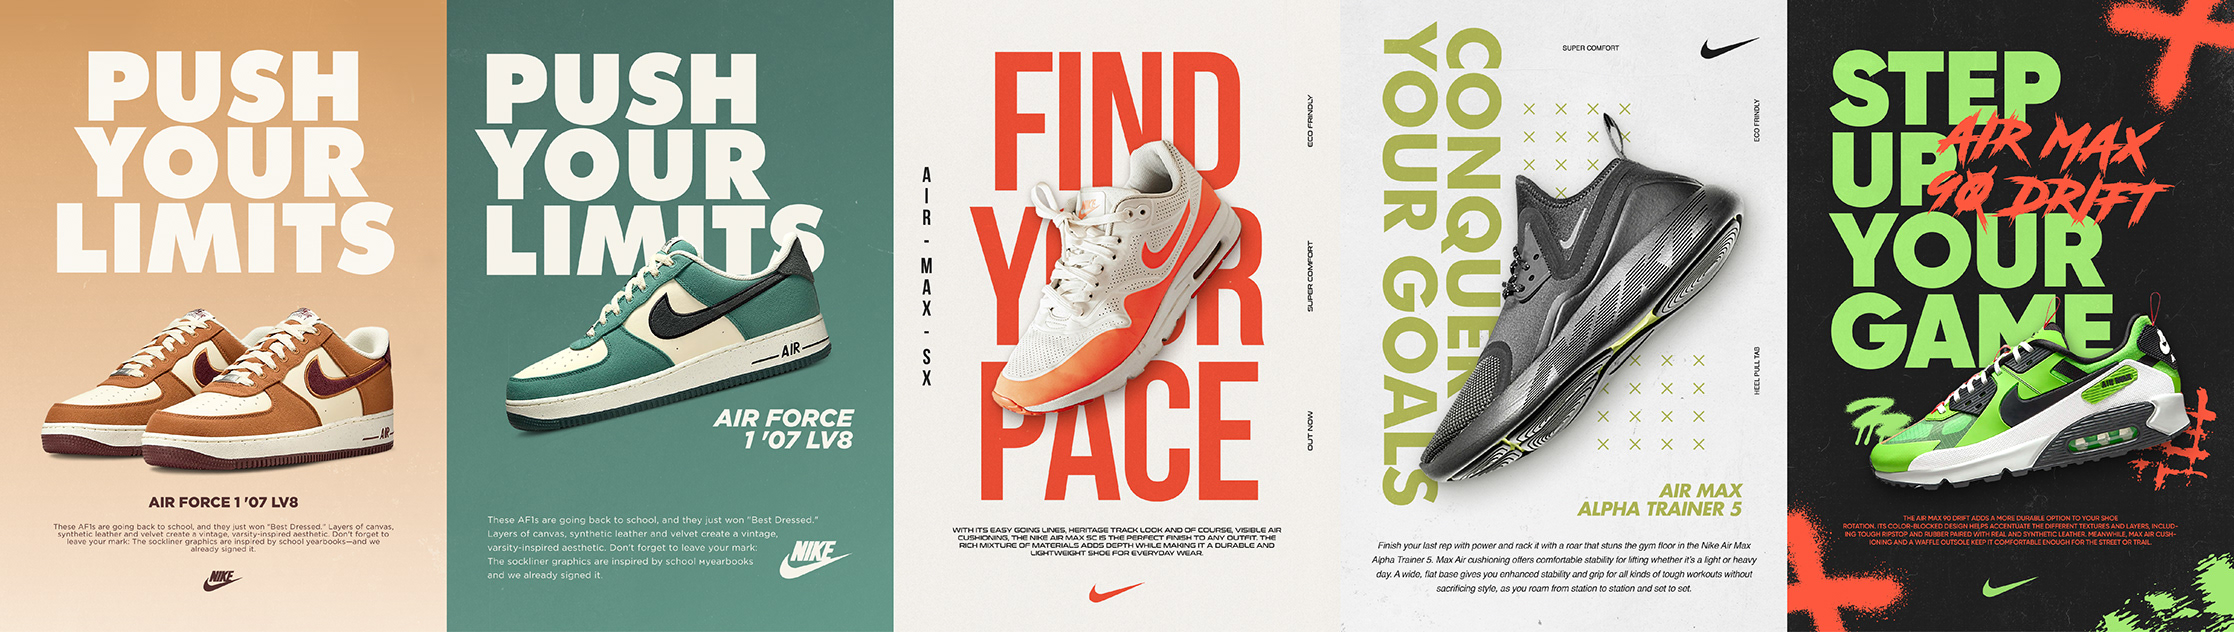 PUSH
YOUR
LIMITS
AIR
AIR FORCE 1 '07 LV8
These AF1s are going back to school, and they just won "Best Dressed." Layers of canvas,
synthetic leather and velvet create a vintage, varsity-inspired aesthetic. Don't forget to
leave your mark: The sockliner graphics are inspired by school yearbooks—and we
already signed it.
NIKE
PUSH
YOUR
LIMITS
AIR
AIR FORCE
1 '07 LV8
These AF1s are going back to school, and they just won "Best Dressed."
Layers of canvas, synthetic leather and velvet create a vintage,
varsity-inspired aesthetic. Don't forget to leave your mark:
The sockliner graphics are inspired by school Myearbooks
and we already signed it.
NIKE
FIND
YOUR
PACE
AIR-MAX-SX
ECO FRINDLY
SUPER COMFORT
OUT NOW
WITH ITS EASY GOING LINES, HERITAGE TRACK LOOK AND OF COURSE, VISIBLE AIR
CUSHIONING, THE NIKE AIR MAX SC IS THE PERFECT FINISH TO ANY OUTFIT. THE
RICH MIXTURE OF MATERIALS ADDS DEPTH WHILE MAKING IT A DURABLE AND
LIGHTWEIGHT SHOE FOR EVERYDAY WEAR.
CONQUER
YOUR GOALS
SUPER COMFORT
ECO FRINDLY
HEEL PULL TAB
AIR MAX
ALPHA TRAINER 5
Finish your last rep with power and rack it with a roar that stuns the gym floor in the Nike Air Max
Alpha Trainer 5. Max Air cushioning offers comfortable stability for lifting whether it's a light or heavy
day. A wide, flat base gives you enhanced stability and grip for all kinds of tough workouts without
sacrificing style, as you roam from station to station and set to set.
STEP
UP
YOUR
GAME
AIR MAX
90 DRIFT
THE AIR MAX 90 DRIFT ADDS A MORE DURABLE OPTION TO YOUR SHOE
ROTATION. ITS COLOR-BLOCKED DESIGN HELPS ACCENTUATE THE DIFFERENT TEXTURES AND LAYERS, INCLUD-
ING TOUGH RIPSTOP AND RUBBER PAIRED WITH REAL AND SYNTHETIC LEATHER. MEANWHILE, MAX AIR CUSH-
IONING AND A WAFFLE OUTSOLE KEEP IT COMFORTABLE ENOUGH FOR THE STREET OR TRAIL.